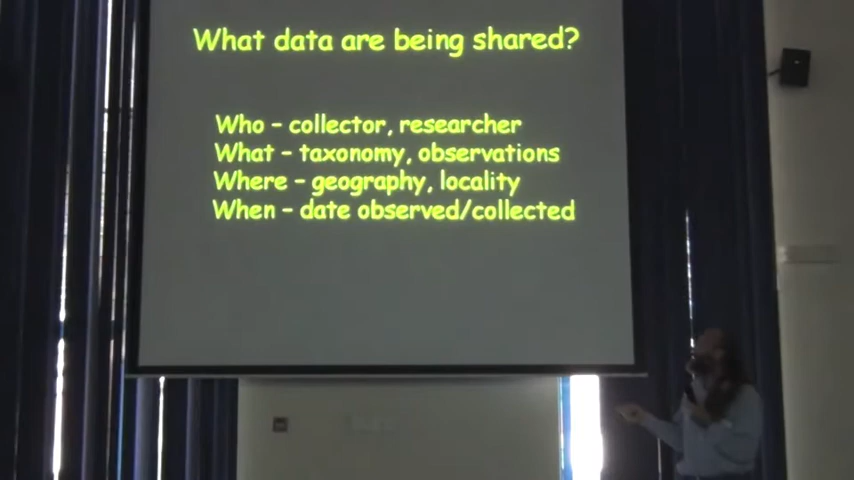 What data are being shared?
Who – collector, researcher
What – taxonomy, observations
Where – geography, locality
When – date observed/collected